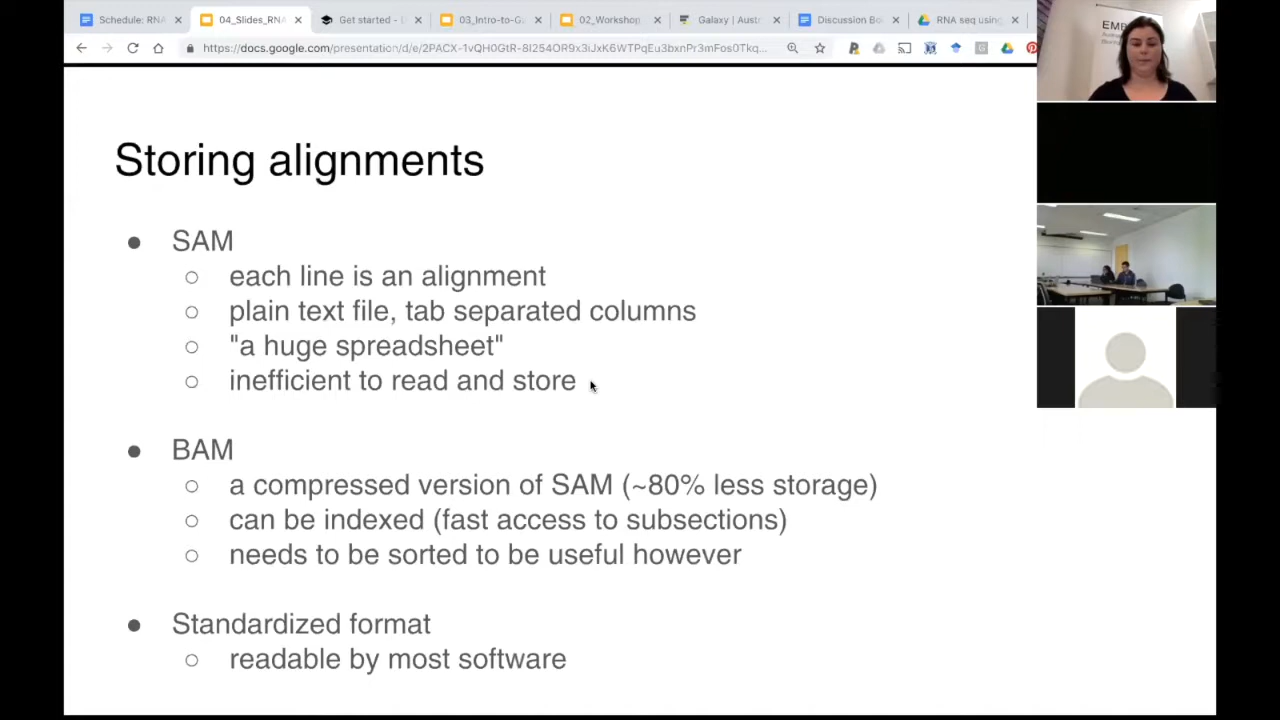 Schedule: RNA
04_Slides_RNA
Get started
03_Intro-to-Ga
02_Workshop
Galaxy | Austr
Discussion Bo
RNA seq using
https://docs.google.com/presentation/d/e/2PACX-1vQH0GtR-8I254OR9x3iJxK6WTPqEu3bxnPr3mFos0Tkq...
Storing alignments
SAM
each line is an alignment
plain text file, tab separated columns
"a huge spreadsheet"
inefficient to read and store
BAM
a compressed version of SAM (~80% less storage)
can be indexed (fast access to subsections)
needs to be sorted to be useful however
Standardized format
readable by most software